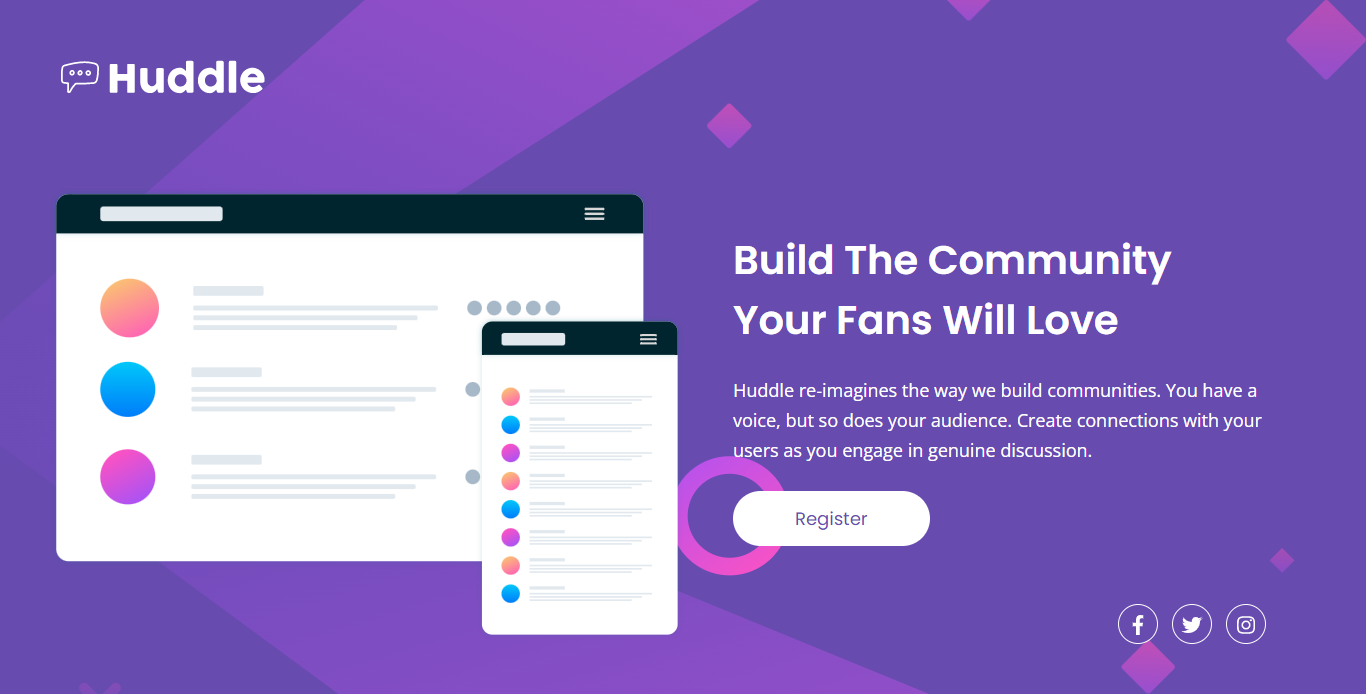 Huddle
Build The Community
Your Fans Will Love
Huddle re-imagines the way we build communities. You have a
voice, but so does your audience. Create connections with your
users as you engage in genuine discussion.
Register